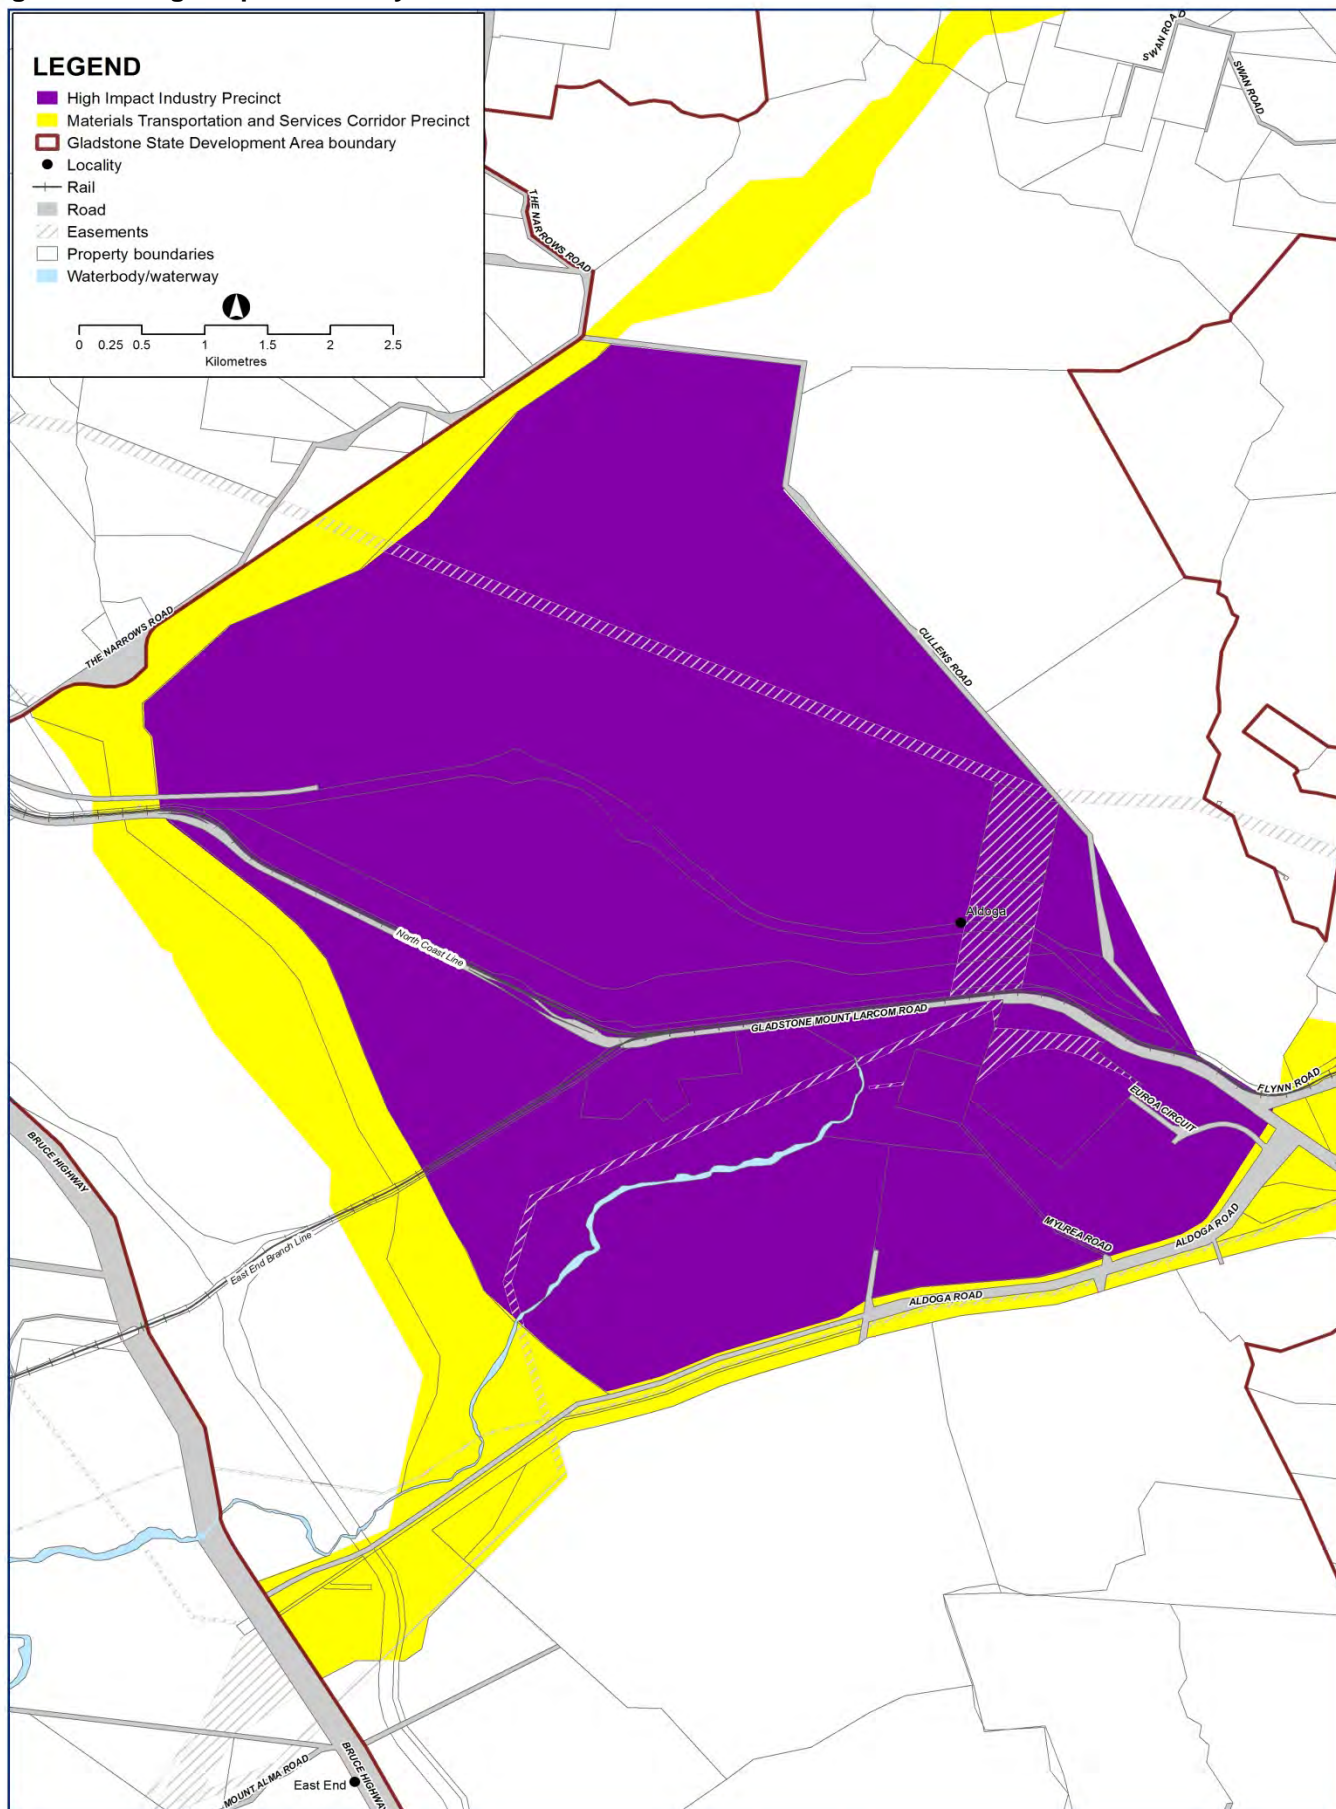 LEGEND
High Impact Industry Precinct
Materials Transportation and Services Corridor Precinct
Gladstone State Development Area boundary
Locality
Rail
Road
Easements
Property boundaries
Waterbody/waterway
0 0.25 0.5 1 1.5 2 2.5
Kilometres
SWAN ROAD
SWAN ROAD
THE NARROWS ROAD
THE NARROWS ROAD
CULLENS ROAD
Aldoga
North Coast Line
GLADSTONE MOUNT LARCOM ROAD
FLYNN ROAD
EUROA CIRCUIT
BRUCE HIGHWAY
MYLREA ROAD
ALDOGA ROAD
East End Branch Line
ALDOGA ROAD
MOUNT ALMA ROAD
East End
BRUCE HIGHWAY